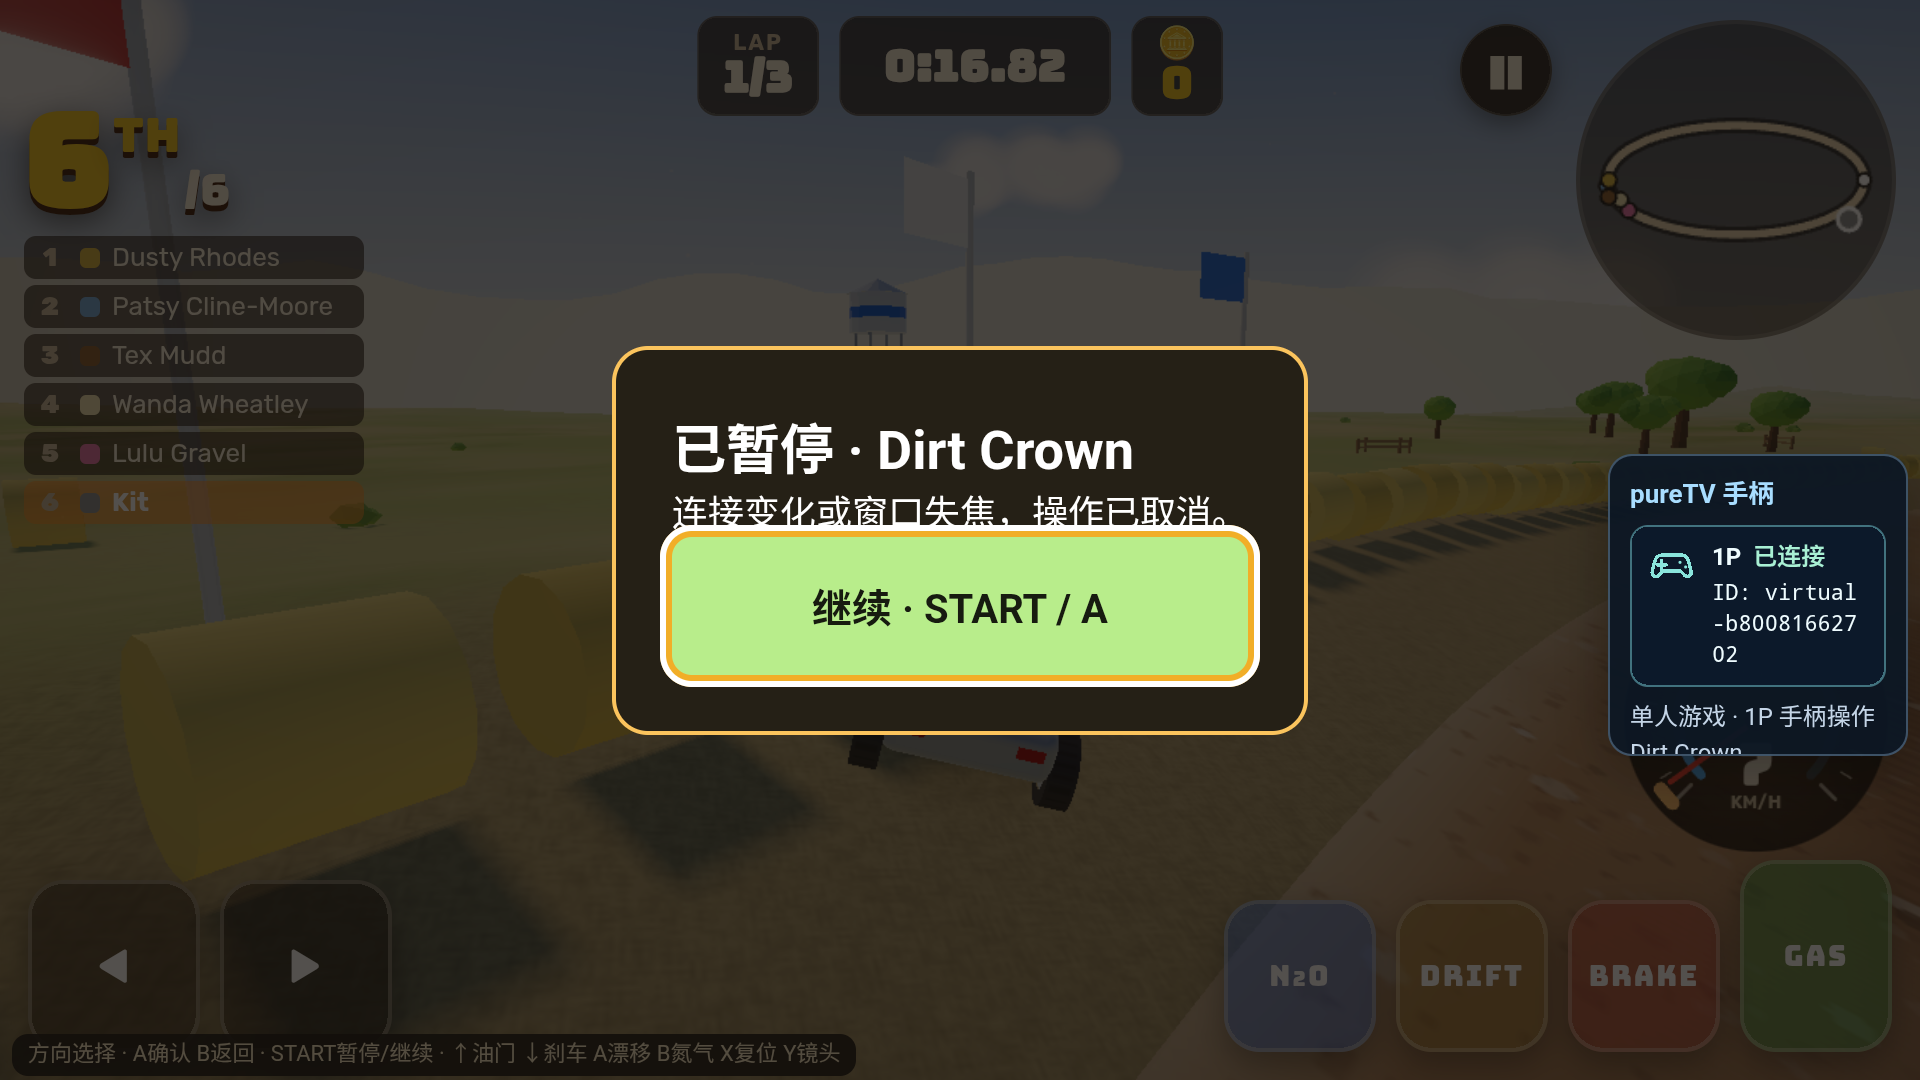 LAP
1/3
0:16.82
0
6TH
/6
1 Dusty Rhodes
2 Patsy Cline-Moore
3 Tex Mudd
4 Wanda Wheatley
5 Lulu Gravel
6 Kit
已暂停 · Dirt Crown
连接变化或窗口失焦，操作已取消。
继续 · START / A
pureTV 手柄
1P 已连接
ID: virtual
-b800816627
02
单人游戏 · 1P 手柄操作
Dirt Crown
KM/H
N2O
DRIFT
BRAKE
GAS
方向选择 · A确认 B返回 · START暂停/继续 · ↑油门 ↓刹车 A漂移 B氮气 X复位 Y镜头